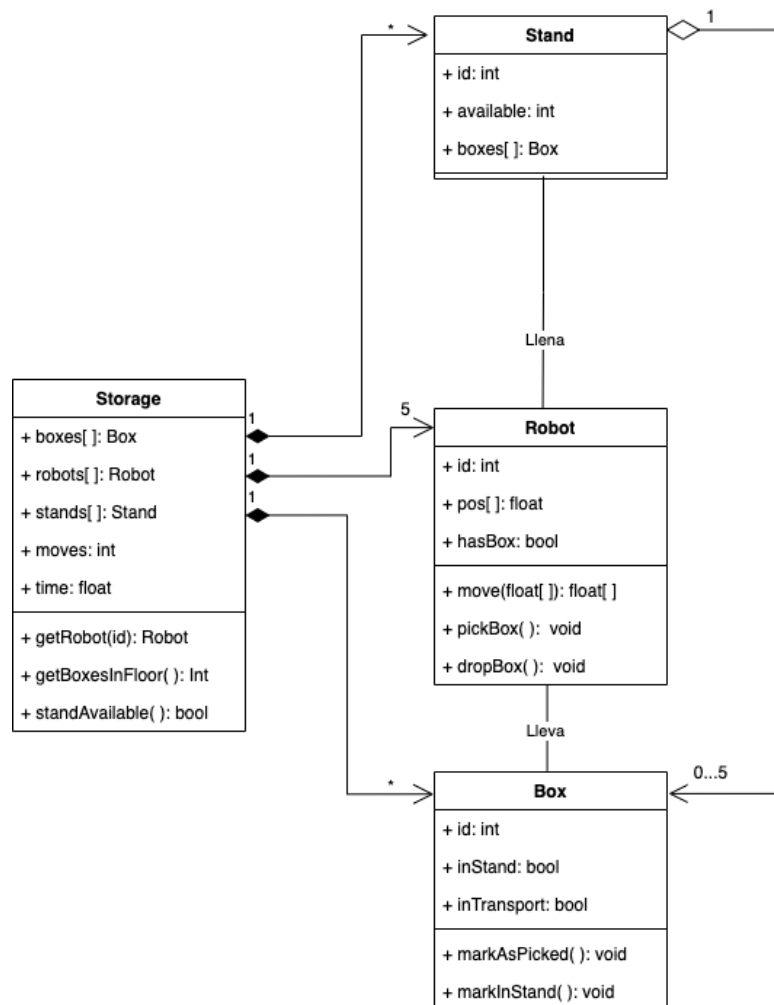 *
Stand
1
+ id: int
+ available: int
+ boxes[ ]: Box
Llena
Storage
+ boxes[ ]: Box
+ robots[ ]: Robot
+ stands[ ]: Stand
+ moves: int
+ time: float
+ getRobot(id): Robot
+ getBoxesInFloor( ): Int
+ standAvailable( ): bool
1
1
1
5
Robot
+ id: int
+ pos[ ]: float
+ hasBox: bool
+ move(float[ ]): float[ ]
+ pickBox( ):  void
+ dropBox( ):  void
Lleva
*
0...5
Box
+ id: int
+ inStand: bool
+ inTransport: bool
+ markAsPicked( ): void
+ markInStand( ): void